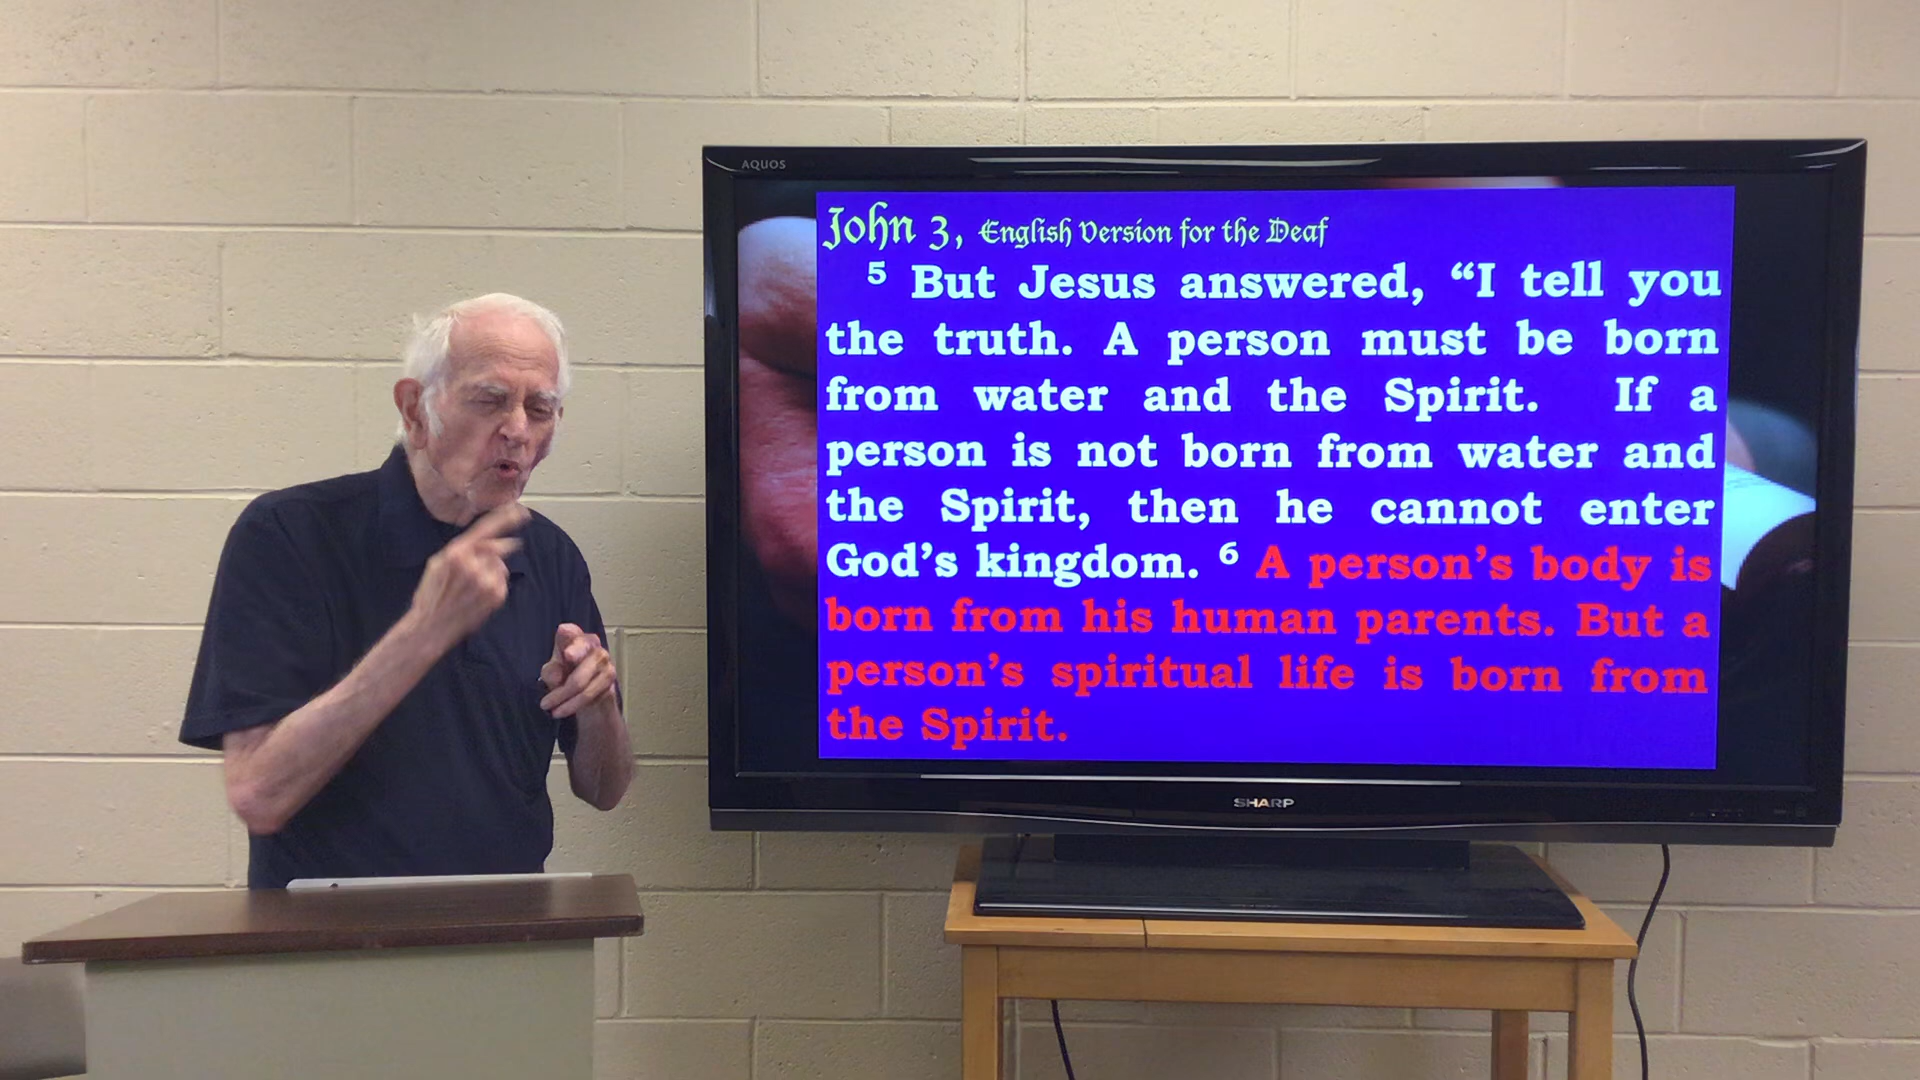 AQUOS
John 3, English Version for the Deaf
5 But Jesus answered, “I tell you
the truth. A person must be born
from water and the Spirit. If a
person is not born from water and
the Spirit, then he cannot enter
God’s kingdom. 6 A person’s body is
born from his human parents. But a
person’s spiritual life is born from
the Spirit.
SHARP